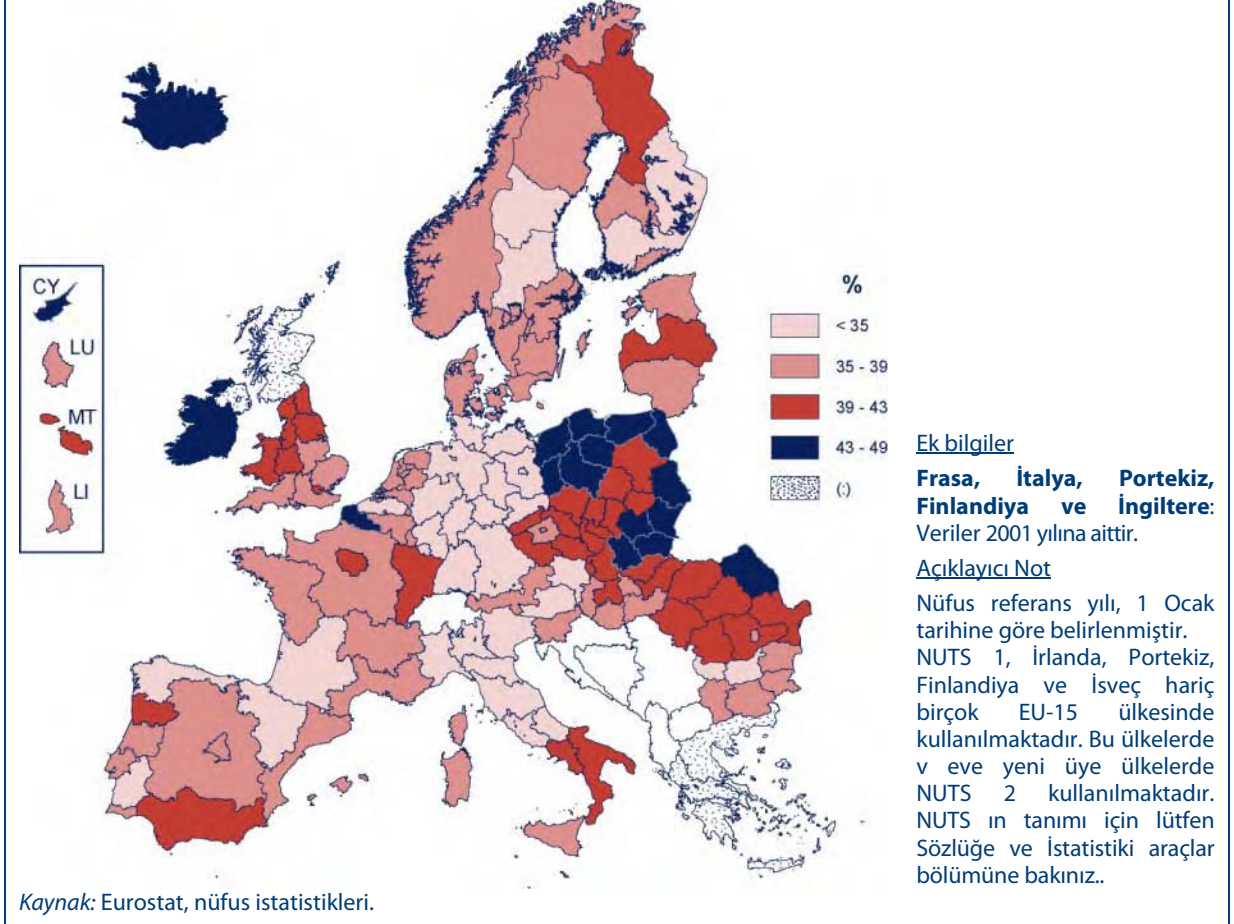 CY
LU
MT
LI
%
< 35
35 - 39
39 - 43
43 - 49
(:)
Ek bilgiler
Frasa, İtalya, Portekiz,
Finlandiya ve İngiltere:
Veriler 2001 yılına aittir.
Açıklayıcı Not
Nüfus referans yılı, 1 Ocak
tarihine göre belirlenmiştir.
NUTS 1, İrlanda, Portekiz,
Finlandiya ve İsveç hariç
birçok EU-15 ülkesinde
kullanılmaktadır. Bu ülkelerde
v eve yeni üye ülkelerde
NUTS 2 kullanılmaktadır.
NUTS ın tanımı için lütfen
Sözlüğe ve İstatistiki araçlar
bölümüne bakınız..
Kaynak: Eurostat, nüfus istatistikleri.